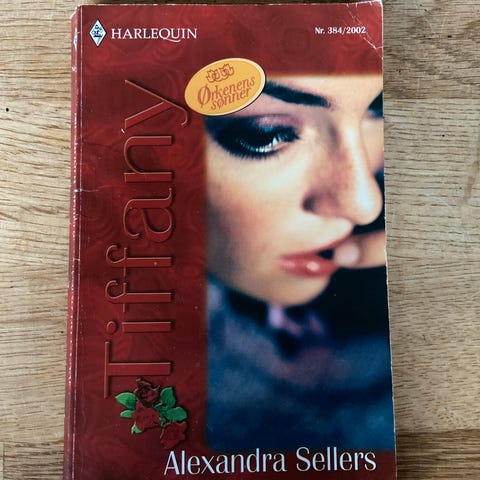 HARLEQUIN
Nr. 384/2002
Ørkenens
sønner
Tiffany
Alexandra Sellers